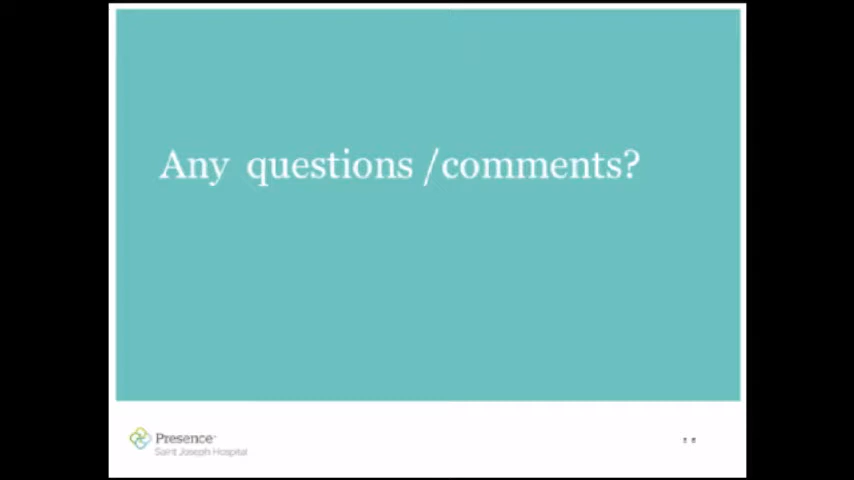 Any questions /comments?
Presence
Saint Joseph Hospital